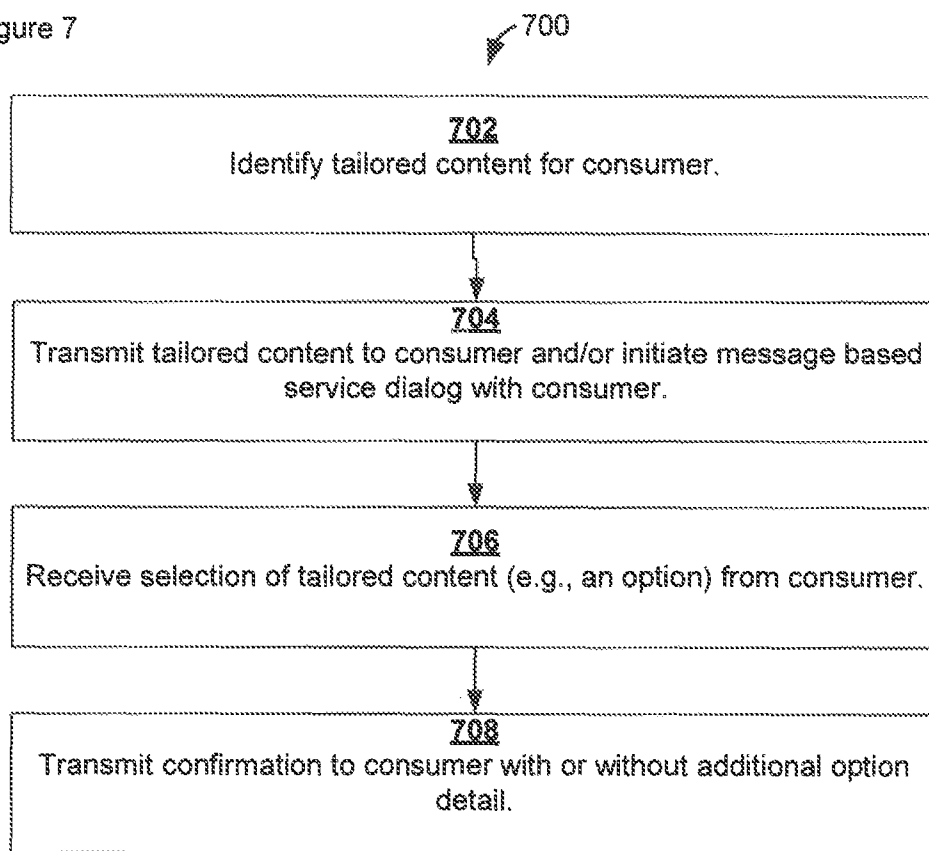 gure 7
700
702
Identify tailored content for consumer.
704
Transmit tailored content to consumer and/or initiate message based
service dialog with consumer.
706
Receive selection of tailored content (e.g., an option) from consumer.
708
Transmit confirmation to consumer with or without additional option
detail.